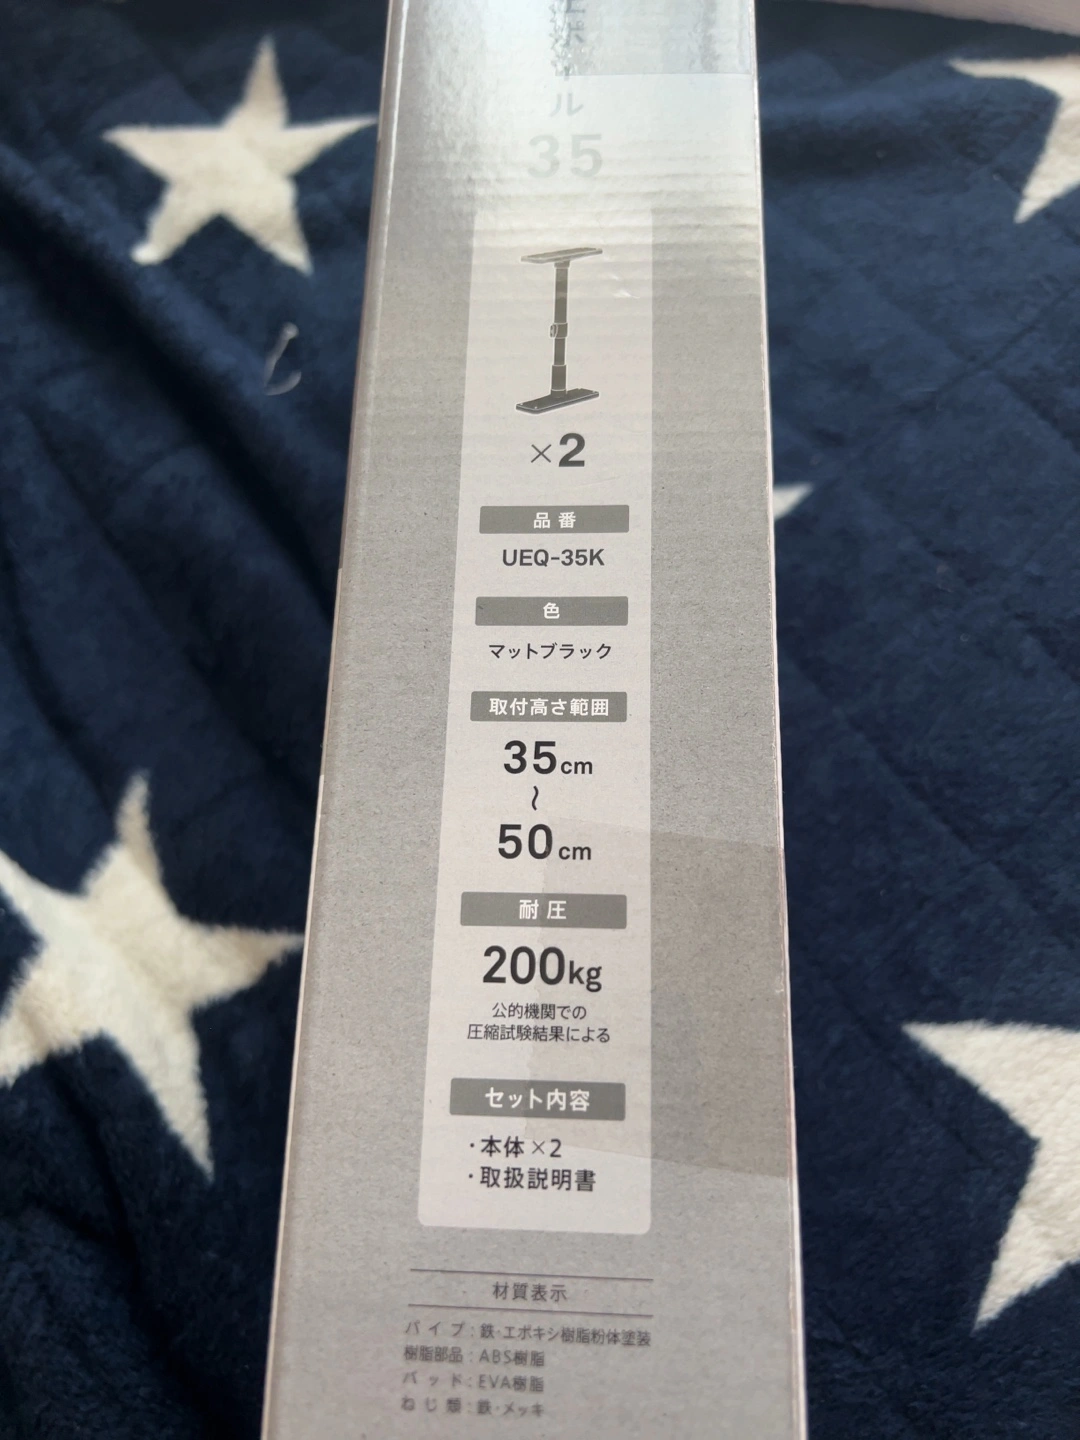 ル
35
×2
品番
UEQ-35K
色
マットブラック
取付高さ範囲
35cm
〜
50cm
耐圧
200kg
公的機関での
圧縮試験結果による
セット内容
・本体×2
・取扱説明書
材質表示
パイプ：鉄・エポキシ樹脂粉体塗装
樹脂部品：ABS樹脂
パッド：EVA樹脂
ねじ類：鉄・メッキ